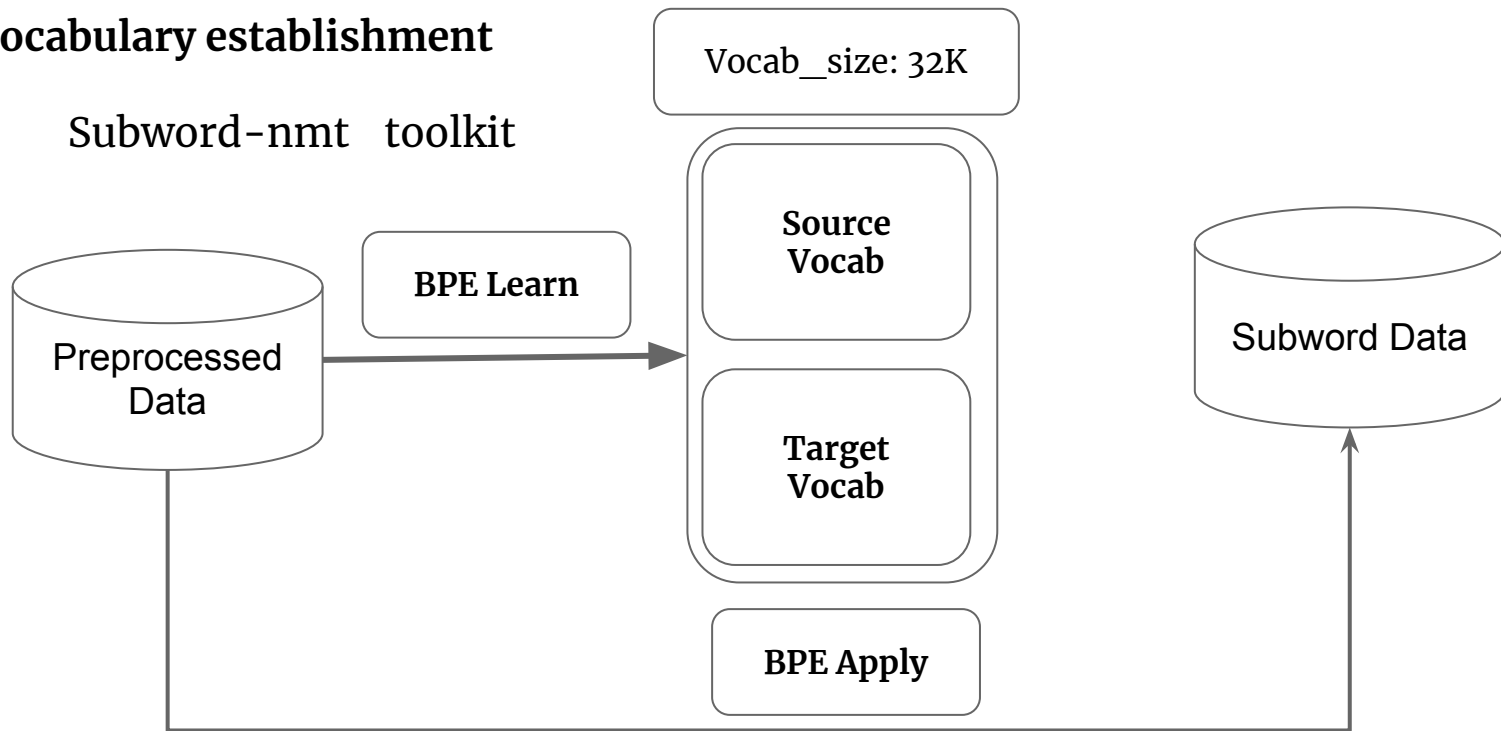 ocabulary establishment
Subword-nmt toolkit
Vocab_size: 32K
Source
Vocab
BPE Learn
Preprocessed
Data
Subword Data
Target
Vocab
BPE Apply